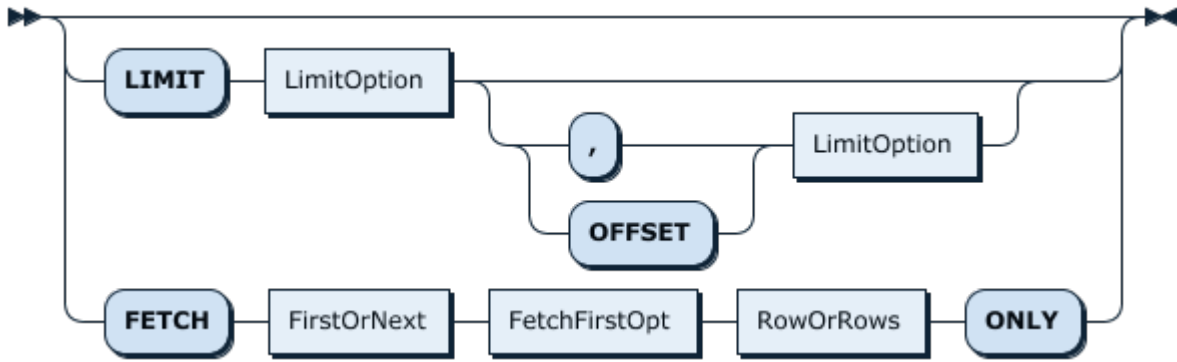 LIMIT LimitOption
, LimitOption
OFFSET
FETCH FirstOrNext FetchFirstOpt RowOrRows ONLY